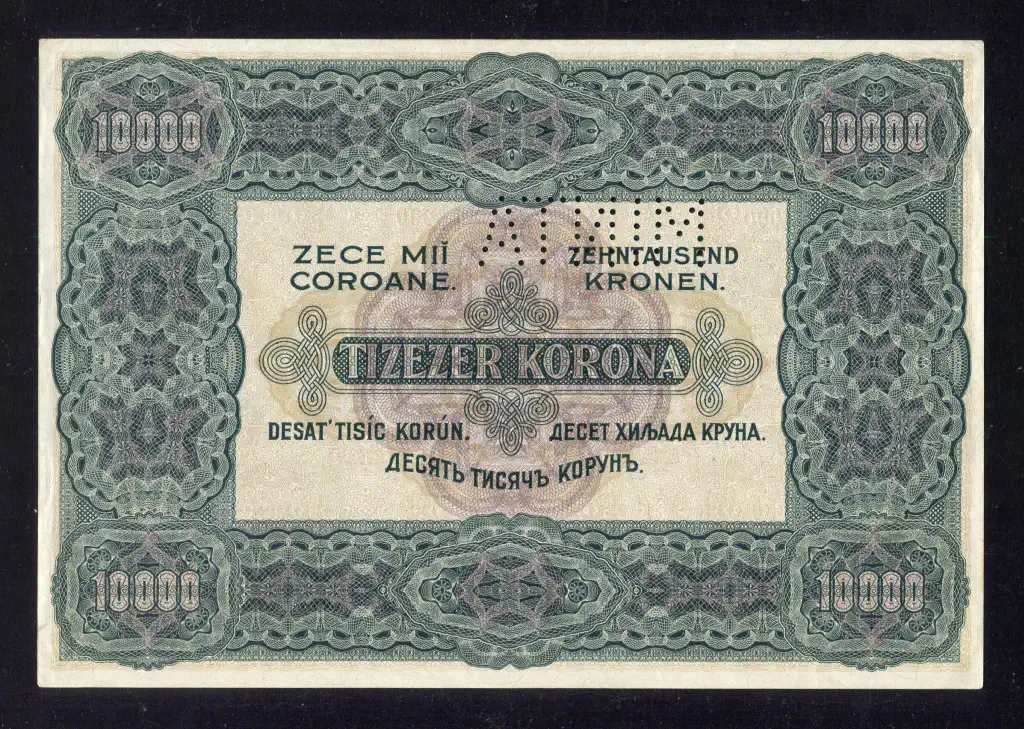 10000
10000
MINTA
ZECE MIĬ
COROANE.
ZEHNTAUSEND
KRONEN.
TIZEZER KORONA
DESAT' TISÍC KORÚN.
ДЕСЕТ ХИЉАДА КРУНА.
ДЕСЯТЬ ТИСЯЧЪ КОРУНЪ.
10000
10000